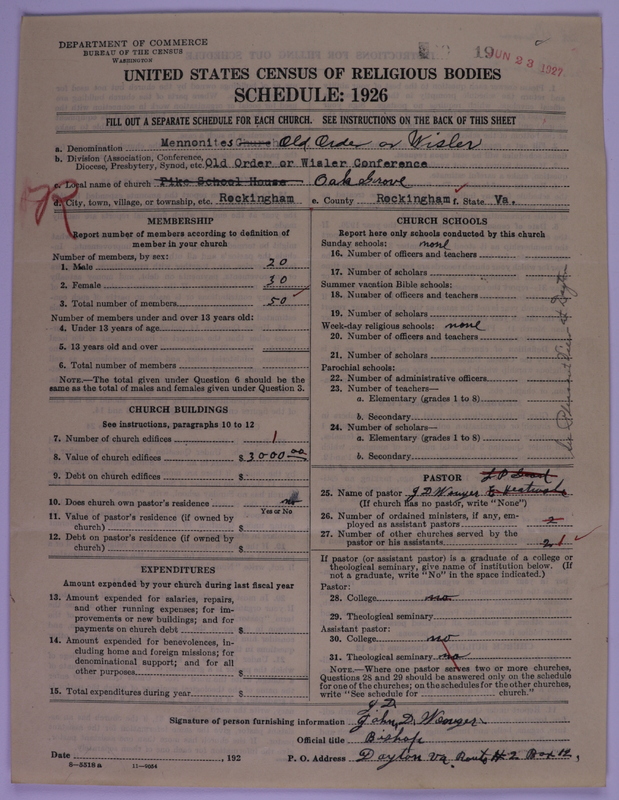 DEPARTMENT OF COMMERCE
BUREAU OF THE CENSUS
WASHINGTON
19
JUN 23 1927
UNITED STATES CENSUS OF RELIGIOUS BODIES
SCHEDULE: 1926
FILL OUT A SEPARATE SCHEDULE FOR EACH CHURCH. SEE INSTRUCTIONS ON THE BACK OF THIS SHEET
a. Denomination Mennonites Church Old Order or Wisler
b. Division (Association, Conference, Diocese, Presbytery, Synod, etc. Old Order or Wisler Conference
c. Local name of church Pike School House Oak Grove
d. City, town, village, or township, etc. Rockingham e. County Rockingham f. State Va.
MEMBERSHIP
Report number of members according to definition of
member in your church
Number of members, by sex:
1. Male 20
2. Female 30
3. Total number of members 50
Number of members under and over 13 years old:
4. Under 13 years of age
5. 13 years old and over
6. Total number of members
NOTE.—The total given under Question 6 should be the
same as the total of males and females given under Question 3.
CHURCH BUILDINGS
See instructions, paragraphs 10 to 12
7. Number of church edifices 1
8. Value of church edifices $ 3000.00
9. Debt on church edifices $
10. Does church own pastor's residence no
Yes or No
11. Value of pastor's residence (if owned by
church) $
12. Debt on pastor's residence (if owned by
church) $
EXPENDITURES
Amount expended by your church during last fiscal year
13. Amount expended for salaries, repairs,
and other running expenses; for im-
provements or new buildings; and for
payments on church debt $
14. Amount expended for benevolences, in-
cluding home and foreign missions; for
denominational support; and for all
other purposes $
15. Total expenditures during year $
CHURCH SCHOOLS
Report here only schools conducted by this church
Sunday schools: none
16. Number of officers and teachers
17. Number of scholars
Summer vacation Bible schools:
18. Number of officers and teachers
19. Number of scholars
Week-day religious schools: none
20. Number of officers and teachers
21. Number of scholars
Parochial schools:
22. Number of administrative officers
23. Number of teachers—
a. Elementary (grades 1 to 8)
b. Secondary
24. Number of scholars—
a. Elementary (grades 1 to 8)
b. Secondary
PASTOR
25. Name of pastor J D Wenger
(If church has no pastor, write "None")
26. Number of ordained ministers, if any, em-
ployed as assistant pastors 2
27. Number of other churches served by the
pastor or his assistants 2 1
If pastor (or assistant pastor) is a graduate of a college or
theological seminary, give name of institution below. (If
not a graduate, write "No" in the space indicated.)
Pastor:
28. College no
29. Theological seminary
Assistant pastor:
30. College no
31. Theological seminary no
NOTE.—Where one pastor serves two or more churches,
Questions 28 and 29 should be answered only on the schedule
for one of the churches; on the schedules for the other churches,
write "See schedule for church."
J D.
Signature of person furnishing information John D. Wenger
Official title Bishop
Date , 192 P. O. Address Dayton Va. Route # 2 Box 12,
8—5518 a 11—9054